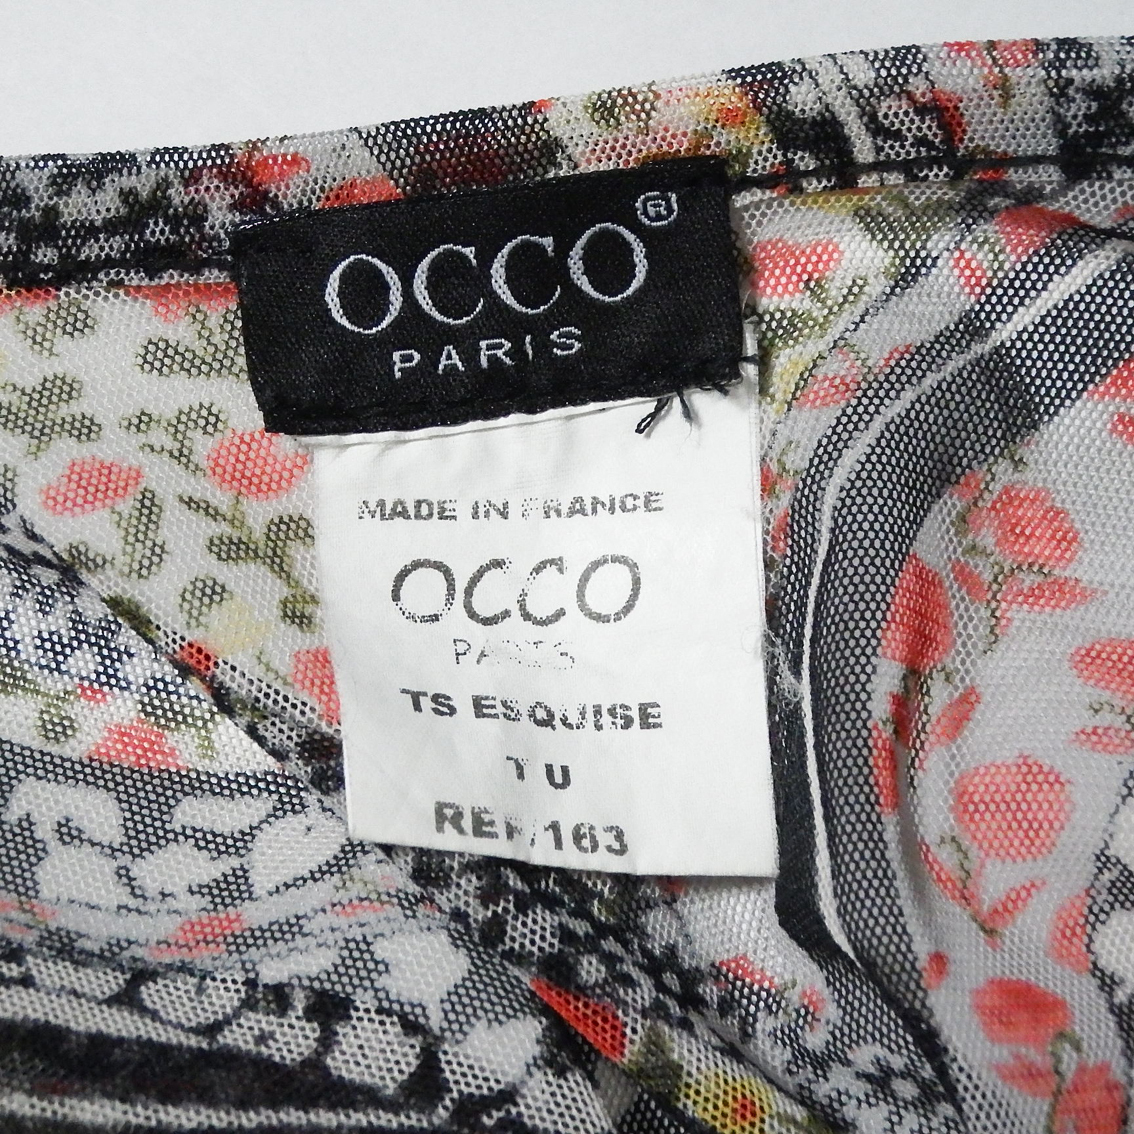 OCCO®
PARIS
MADE IN FRANCE
OCCO
PARIS
TS ESQUISE
T U
REF/163